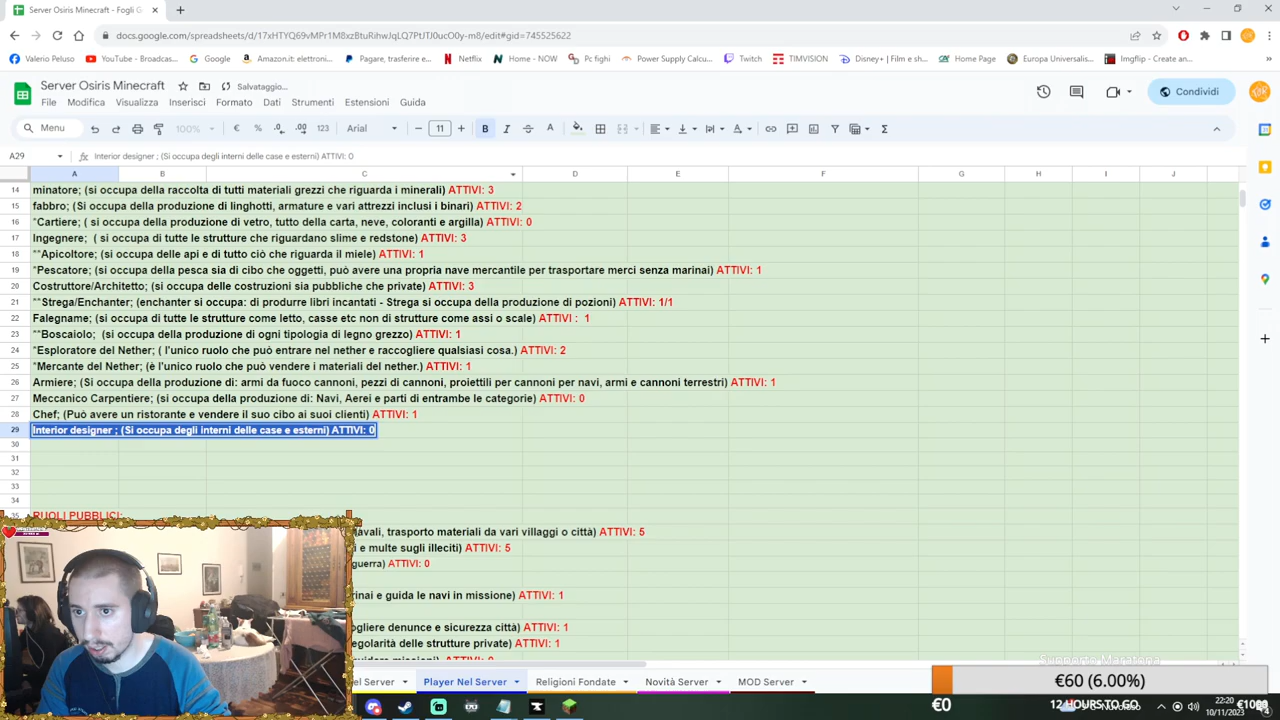 Server Osiris Minecraft - Fogli G
docs.google.com/spreadsheets/d/17xHTYQ69vMPr1M8xzBtuRihwJqLQ7PtJTJ0ucO0y-m8/edit#gid=745525622
Valerio Peluso YouTube - Broadcas... Google Amazon.it: elettroni... Pagare, trasferire e... Netflix Home - NOW Pc fighi Power Supply Calcu... Twitch TIMVISION Disney+ | Film e sh... Home Page Europa Universalis... Imgflip - Create an... »
Server Osiris Minecraft Salvataggio...
File Modifica Visualizza Inserisci Formato Dati Strumenti Estensioni Guida
Condividi
Menu 100% € % .0 .00 123 Arial 11 B I A Σ
A29 fx Interior designer ; (Si occupa degli interni delle case e esterni) ATTIVI: 0
A B C D E F G H I J
14 minatore; (si occupa della raccolta di tutti materiali grezzi che riguarda i minerali) ATTIVI: 3
15 fabbro; (Si occupa della produzione di linghotti, armature e vari attrezzi inclusi i binari) ATTIVI: 2
16 *Cartiere; ( si occupa della produzione di vetro, tutto della carta, neve, coloranti e argilla) ATTIVI: 0
17 Ingegnere; ( si occupa di tutte le strutture che riguardano slime e redstone) ATTIVI: 3
18 **Apicoltore; (si occupa delle api e di tutto ciò che riguarda il miele) ATTIVI: 1
19 *Pescatore; (si occupa della pesca sia di cibo che oggetti, può avere una propria nave mercantile per trasportare merci senza marinai) ATTIVI: 1
20 Costruttore/Architetto; (si occupa delle costruzioni sia pubbliche che private) ATTIVI: 3
21 **Strega/Enchanter; (enchanter si occupa: di produrre libri incantati - Strega si occupa della produzione di pozioni) ATTIVI: 1/1
22 Falegname; (si occupa di tutte le strutture come letto, casse etc non di strutture come assi o scale) ATTIVI : 1
23 **Boscaiolo; (si occupa della produzione di ogni tipologia di legno grezzo) ATTIVI: 1
24 *Esploratore del Nether; ( l'unico ruolo che può entrare nel nether e raccogliere qualsiasi cosa.) ATTIVI: 2
25 *Mercante del Nether; (è l'unico ruolo che può vendere i materiali del nether.) ATTIVI: 1
26 Armiere; (Si occupa della produzione di: armi da fuoco cannoni, pezzi di cannoni, proiettili per cannoni per navi, armi e cannoni terrestri) ATTIVI: 1
27 Meccanico Carpentiere; (si occupa della produzione di: Navi, Aerei e parti di entrambe le categorie) ATTIVI: 0
28 Chef; (Può avere un ristorante e vendere il suo cibo ai suoi clienti) ATTIVI: 1
29 Interior designer ; (Si occupa degli interni delle case e esterni) ATTIVI: 0
30
31
32
33
34
35 RUOLI PUBBLICI:
avali, trasporto materiali da vari villaggi o città) ATTIVI: 5
i e multe sugli illeciti) ATTIVI: 5
guerra) ATTIVI: 0
rinai e guida le navi in missione) ATTIVI: 1
ogliere denunce e sicurezza città) ATTIVI: 1
egolarità delle strutture private) ATTIVI: 1
ATTIVI: 0
el Server Player Nel Server Religioni Fondate Novità Server MOD Server
Supporto Maratona
€60 (6.00%)
€0 12 HOURS TO GO
22:20
10/11/2023